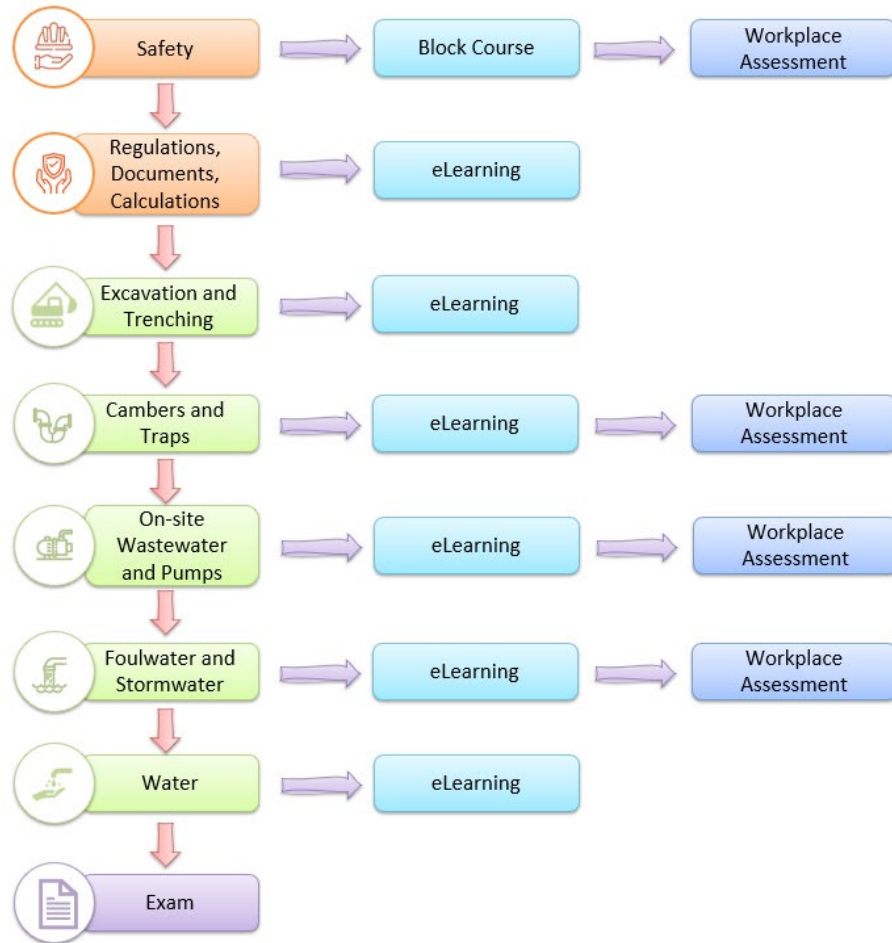 Safety
Block Course
Workplace
Assessment
Regulations,
Documents,
Calculations
eLearning
Excavation and
Trenching
eLearning
Cambers and
Traps
eLearning
Workplace
Assessment
On-site
Wastewater
and Pumps
eLearning
Workplace
Assessment
Foulwater and
Stormwater
eLearning
Workplace
Assessment
Water
eLearning
Exam